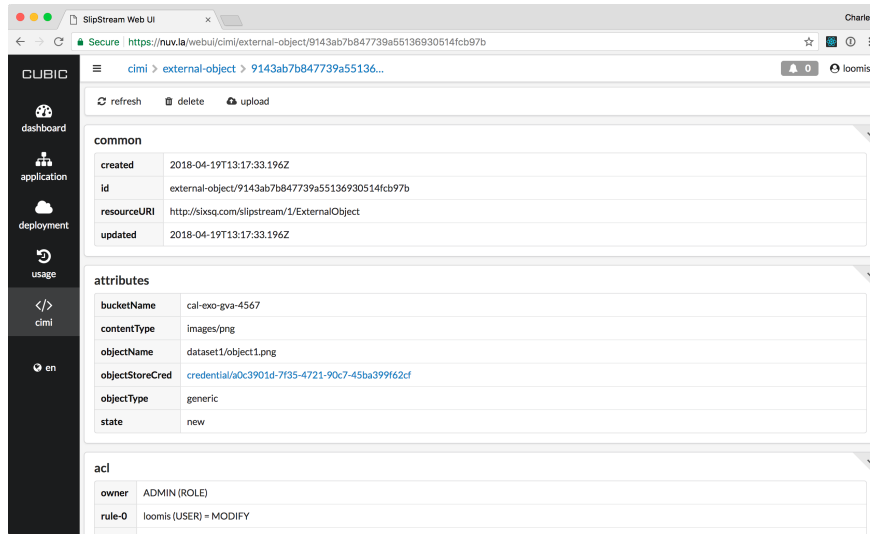 SlipStream Web UI
Charle
Secure https://nuv.la/webui/cimi/external-object/9143ab7b847739a55136930514fcb97b
CUBIC
cimi > external-object > 9143ab7b847739a55136...
0
loomis
dashboard
application
deployment
usage
cimi
en
refresh delete upload
common
created 2018-04-19T13:17:33.196Z
id external-object/9143ab7b847739a55136930514fcb97b
resourceURI http://sixsq.com/slipstream/1/ExternalObject
updated 2018-04-19T13:17:33.196Z
attributes
bucketName cal-exo-gva-4567
contentType images/png
objectName dataset1/object1.png
objectStoreCred credential/a0c3901d-7f35-4721-90c7-45ba399f62cf
objectType generic
state new
acl
owner ADMIN (ROLE)
rule-0 loomis (USER) = MODIFY